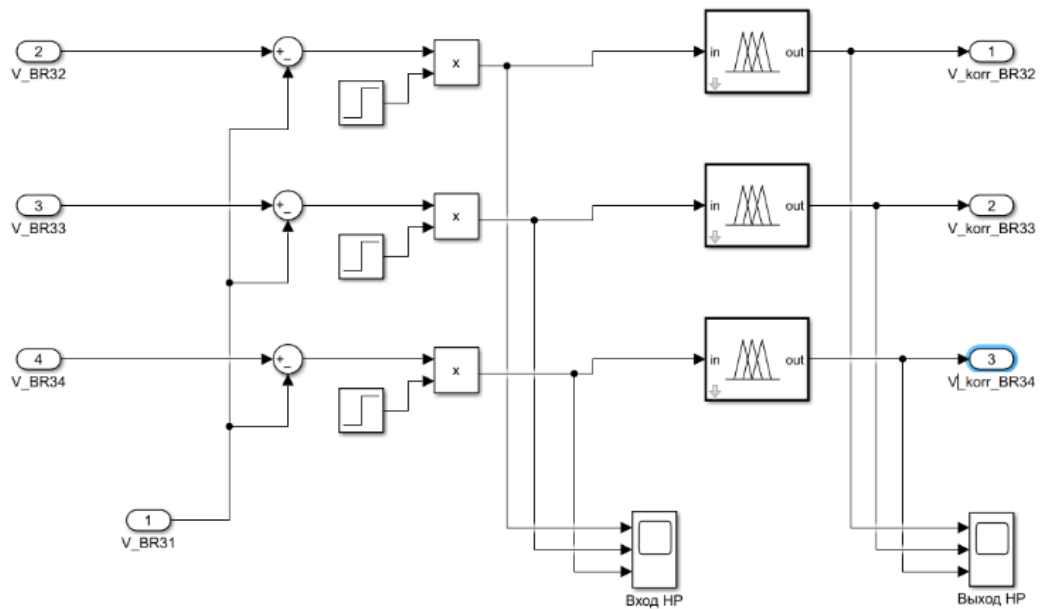 2
V_BR32
+
_
x
in
out
1
V_korr_BR32
3
V_BR33
+
_
x
in
out
2
V_korr_BR33
4
V_BR34
+
_
x
in
out
3
V_korr_BR34
1
V_BR31
Вход НР
Выход НР